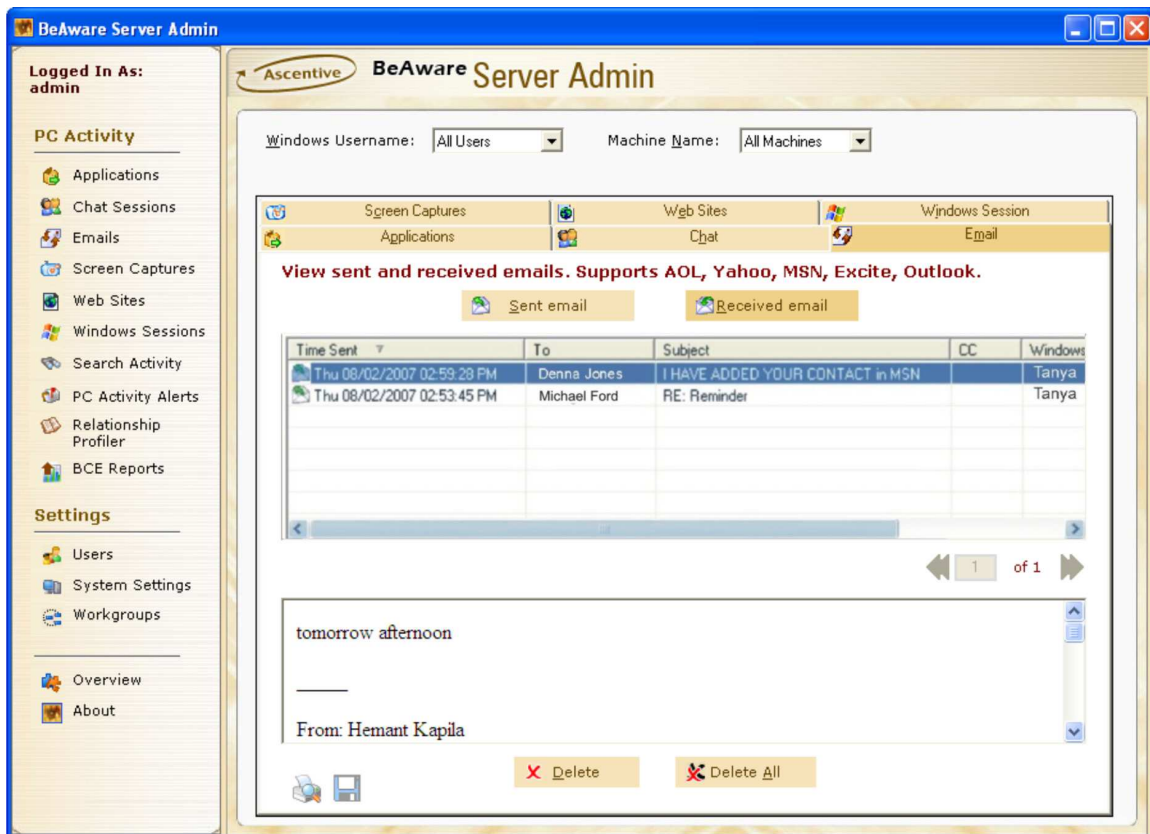 BeAware Server Admin
Logged In As:
admin
PC Activity
Applications
Chat Sessions
Emails
Screen Captures
Web Sites
Windows Sessions
Search Activity
PC Activity Alerts
Relationship
Profiler
BCE Reports
Settings
Users
System Settings
Workgroups
Overview
About
Ascentive BeAware Server Admin
Windows Username: All Users Machine Name: All Machines
Screen Captures Web Sites Windows Session
Applications Chat Email
View sent and received emails. Supports AOL, Yahoo, MSN, Excite, Outlook.
Sent email Received email
Time Sent To Subject CC Windows
Thu 08/02/2007 02:59:28 PM Denna Jones I HAVE ADDED YOUR CONTACT in MSN Tanya
Thu 08/02/2007 02:53:45 PM Michael Ford RE: Reminder Tanya
1 of 1
tomorrow afternoon
From: Hemant Kapila
Delete Delete All